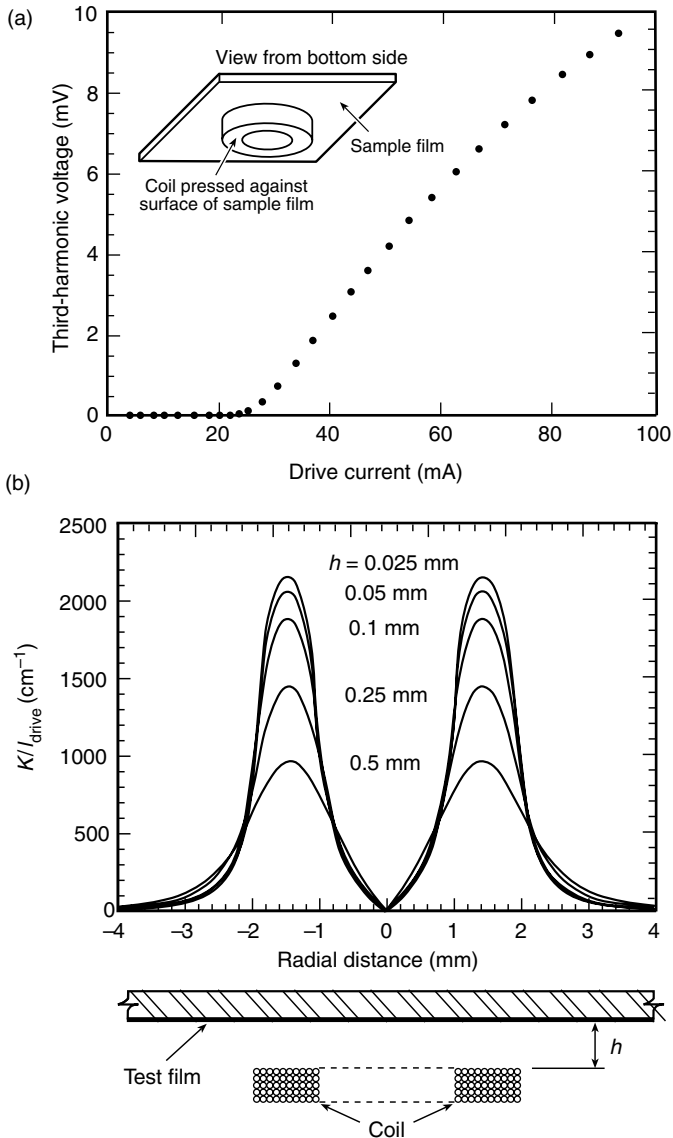 (a)
10
8
6
4
2
0
Third-harmonic voltage (mV)
View from bottom side
Sample film
Coil pressed against
surface of sample film
0
20
40
60
80
100
Drive current (mA)
(b)
2500
2000
1500
1000
500
0
K/I_drive (cm⁻¹)
h = 0.025 mm
0.05 mm
0.1 mm
0.25 mm
0.5 mm
–4
–3
–2
–1
0
1
2
3
4
Radial distance (mm)
Test film
h
Coil